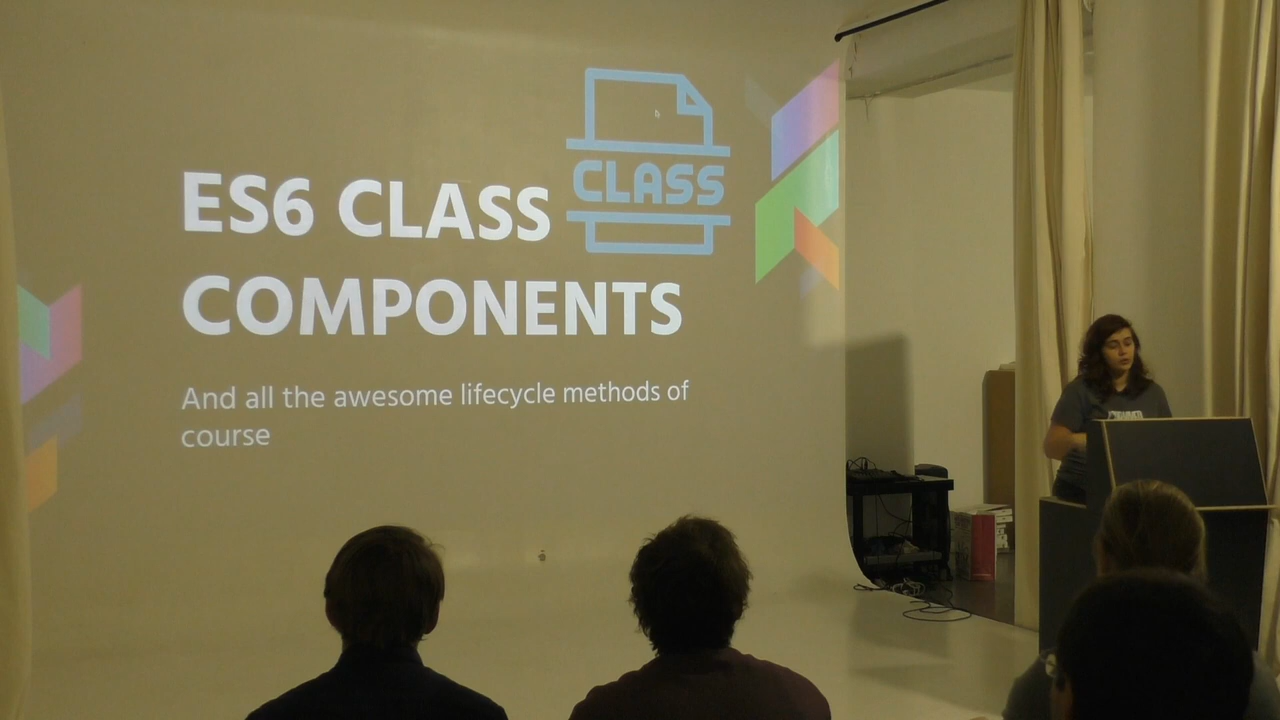 ES6 CLASS
CLASS
COMPONENTS
And all the awesome lifecycle methods of
course